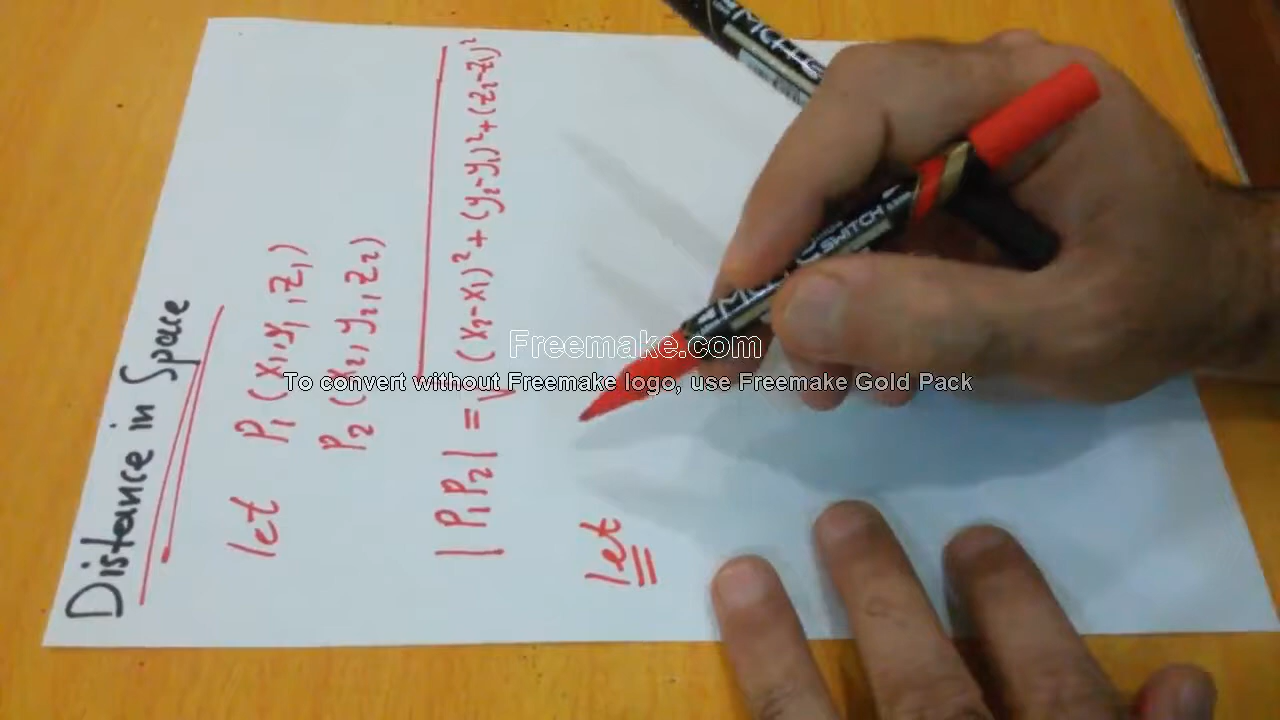 Distance in Space
let P₁ (x₁,y₁,z₁)
P₂ (x₂,y₂,z₂)
|P₁P₂| = √(x₂-x₁)²+(y₂-y₁)²+(z₂-z₁)²
let
SWITCH
Freemake.com
To convert without Freemake logo, use Freemake Gold Pack